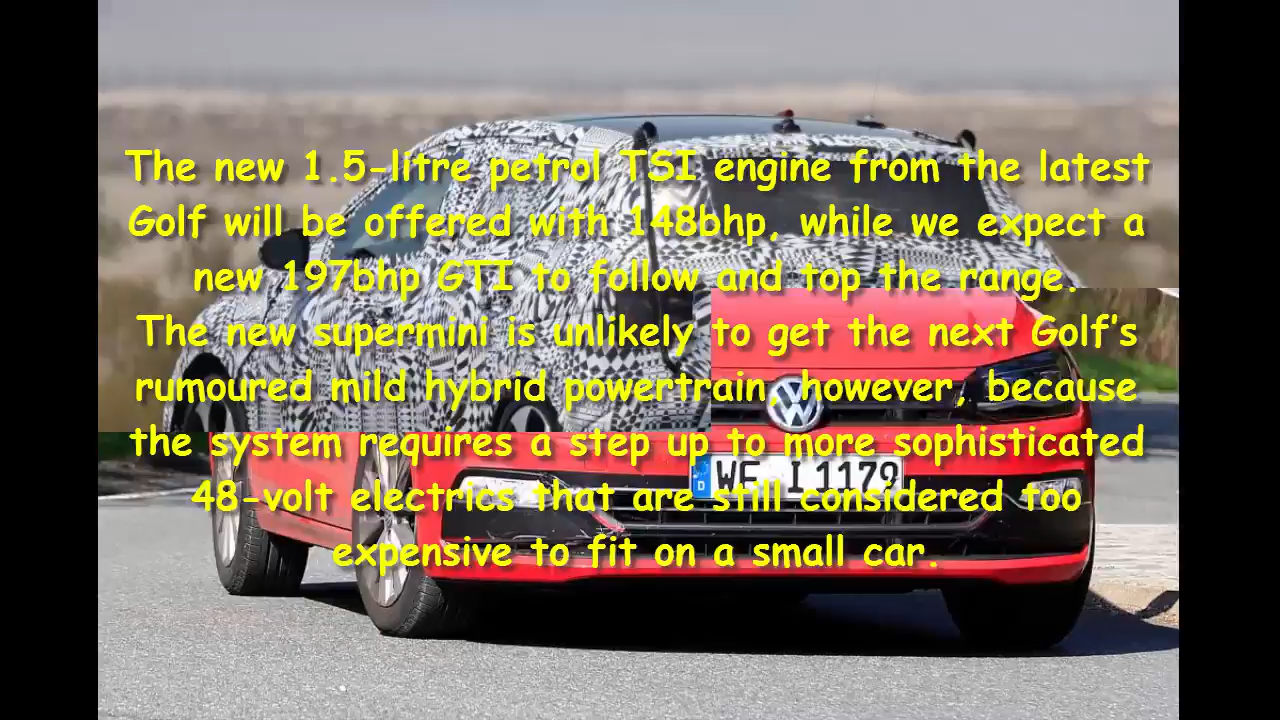 The new 1.5-litre petrol TSI engine from the latest
Golf will be offered with 148bhp, while we expect a
new 197bhp GTI to follow and top the range.
The new supermini is unlikely to get the next Golf's
rumoured mild hybrid powertrain, however, because
the system requires a step up to more sophisticated
48-volt electrics that are still considered too
expensive to fit on a small car.
D
1179